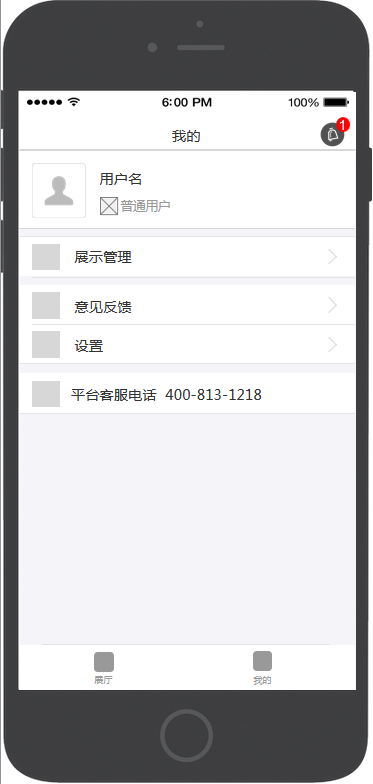 6:00 PM 100%
我的
1
用户名
普通用户
展示管理
意见反馈
设置
平台客服电话 400-813-1218
展厅 我的